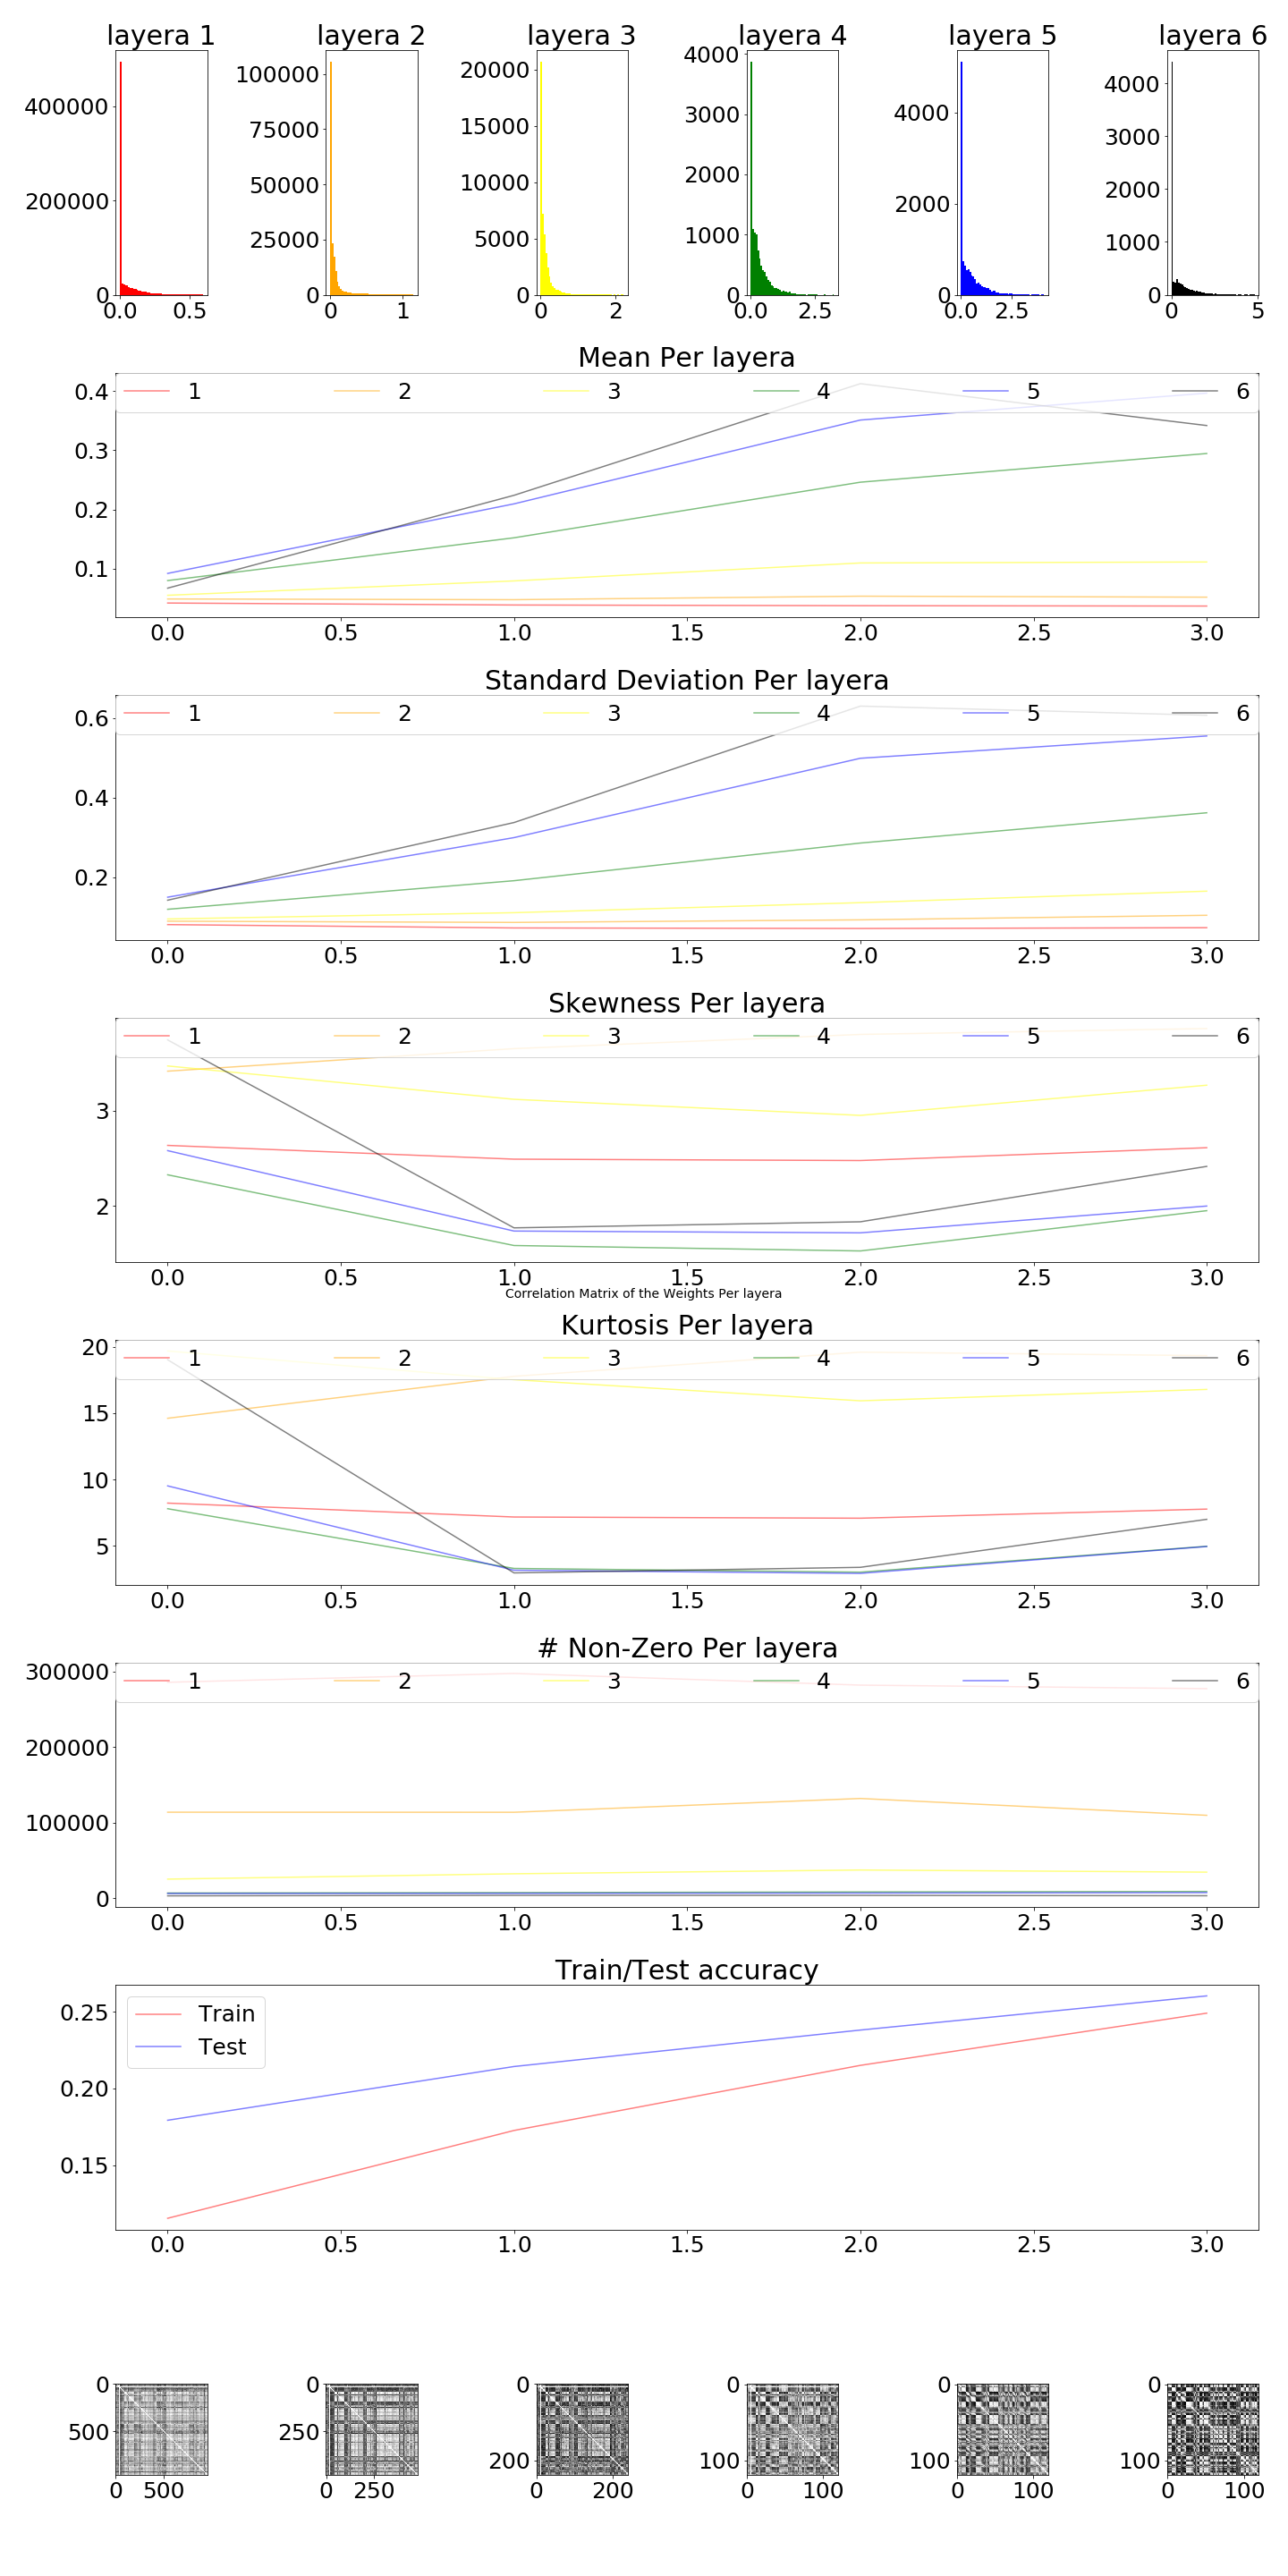 layera 1 layera 2 layera 3 layera 4 layera 5 layera 6
400000 200000 0 0.0 0.5
100000 75000 50000 25000 0 0 1
20000 15000 10000 5000 0 0 2
4000 3000 2000 1000 0 0.0 2.5
4000 2000 0 0.0 2.5
4000 3000 2000 1000 0 0 5
Mean Per layera
1 2 3 4 5 6
0.4
0.3
0.2
0.1
0.0 0.5 1.0 1.5 2.0 2.5 3.0
Standard Deviation Per layera
1 2 3 4 5 6
0.6
0.4
0.2
0.0 0.5 1.0 1.5 2.0 2.5 3.0
Skewness Per layera
1 2 3 4 5 6
3
2
0.0 0.5 1.0 1.5 2.0 2.5 3.0
Correlation Matrix of the Weights Per layera
Kurtosis Per layera
20
1 2 3 4 5 6
15
10
5
0.0 0.5 1.0 1.5 2.0 2.5 3.0
# Non-Zero Per layera
300000
1 2 3 4 5 6
200000
100000
0
0.0 0.5 1.0 1.5 2.0 2.5 3.0
Train/Test accuracy
Train
Test
0.25
0.20
0.15
0.0 0.5 1.0 1.5 2.0 2.5 3.0
0 500 0 500
0 250 0 250
0 200 0 200
0 100 0 100
0 100 0 100
0 100 0 100